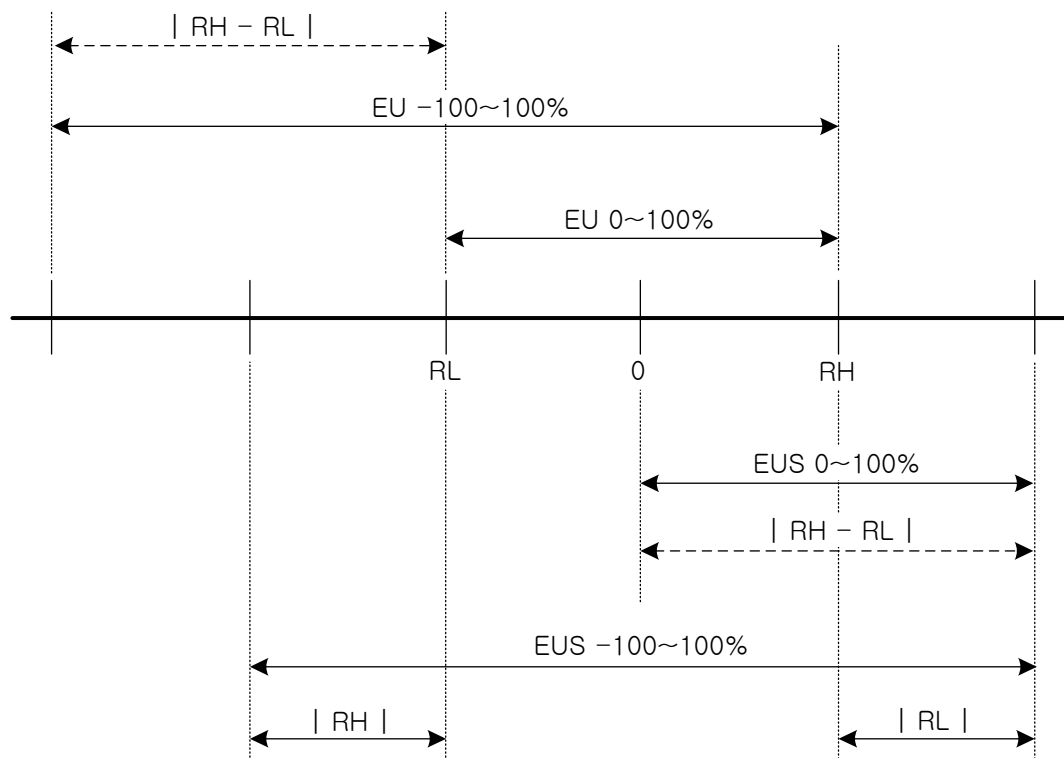 | RH - RL |
EU -100~100%
EU 0~100%
RL 0 RH
EUS 0~100%
| RH - RL |
EUS -100~100%
| RH | | RL |